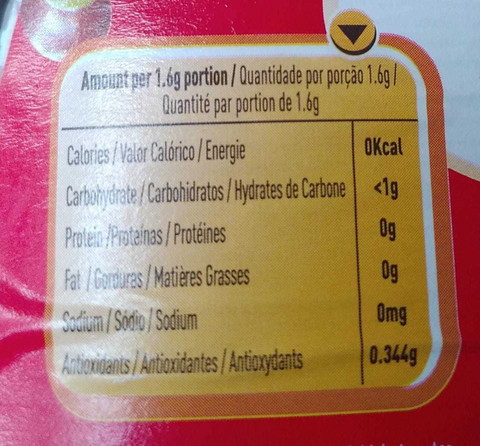 Amount per 1.6g portion / Quantidade por porção 1.6g /
Quantité par portion de 1.6g
Calories / Valor Calórico / Energie 0Kcal
Carbohydrate / Carbohidratos / Hydrates de Carbone <1g
Protein / Proteínas / Protéines 0g
Fat / Gorduras / Matières Grasses 0g
Sodium / Sódio / Sodium 0mg
Antioxidants / Antioxidantes / Antioxydants 0.344g